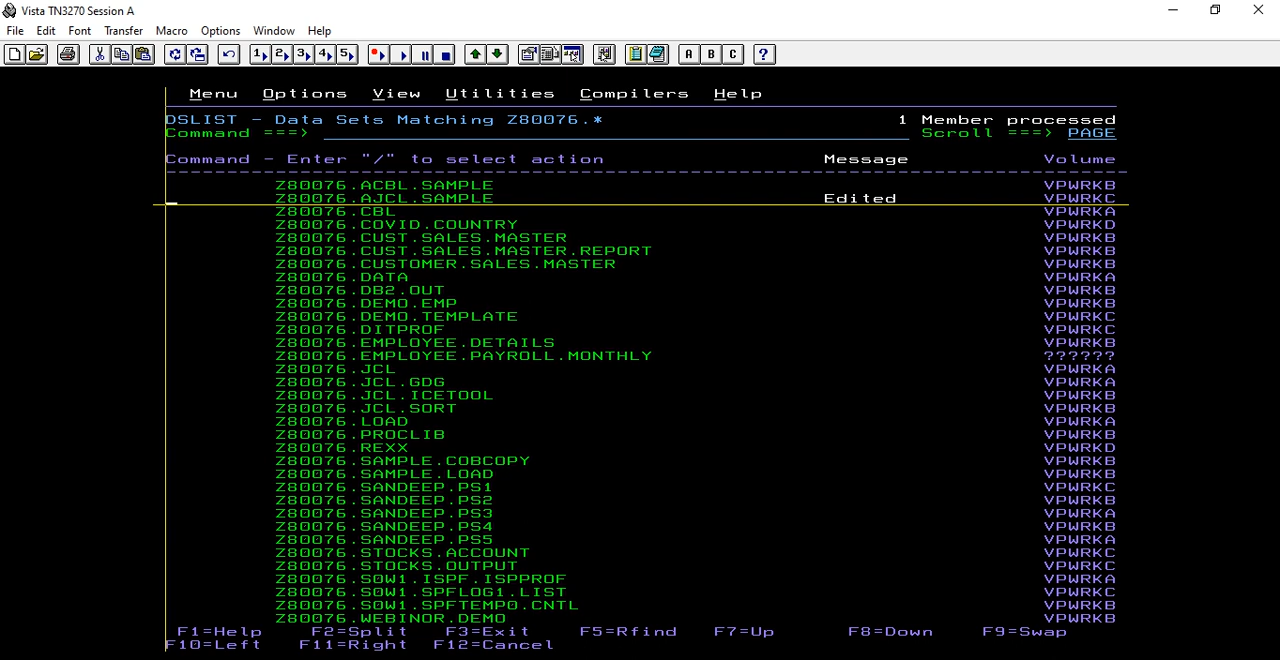 Vista TN3270 Session A
File Edit Font Transfer Macro Options Window Help
1 2 3 4 5 A B C ?
Menu Options View Utilities Compilers Help
DSLIST - Data Sets Matching Z80076.* 1 Member processed
Command ===> Scroll ===> PAGE
Command - Enter "/" to select action Message Volume
Z80076.ACBL.SAMPLE VPWRKB
Z80076.AJCL.SAMPLE Edited VPWRKC
Z80076.CBL VPWRKA
Z80076.COVID.COUNTRY VPWRKD
Z80076.CUST.SALES.MASTER VPWRKB
Z80076.CUST.SALES.MASTER.REPORT VPWRKB
Z80076.CUSTOMER.SALES.MASTER VPWRKB
Z80076.DATA VPWRKA
Z80076.DB2.OUT VPWRKB
Z80076.DEMO.EMP VPWRKB
Z80076.DEMO.TEMPLATE VPWRKC
Z80076.DITPROF VPWRKC
Z80076.EMPLOYEE.DETAILS VPWRKB
Z80076.EMPLOYEE.PAYROLL.MONTHLY ??????
Z80076.JCL VPWRKA
Z80076.JCL.GDG VPWRKA
Z80076.JCL.ICETOOL VPWRKB
Z80076.JCL.SORT VPWRKB
Z80076.LOAD VPWRKA
Z80076.PROCLIB VPWRKB
Z80076.REXX VPWRKD
Z80076.SAMPLE.COBCOPY VPWRKB
Z80076.SAMPLE.LOAD VPWRKB
Z80076.SANDEEP.PS1 VPWRKC
Z80076.SANDEEP.PS2 VPWRKB
Z80076.SANDEEP.PS3 VPWRKA
Z80076.SANDEEP.PS4 VPWRKB
Z80076.SANDEEP.PS5 VPWRKA
Z80076.STOCKS.ACCOUNT VPWRKC
Z80076.STOCKS.OUTPUT VPWRKC
Z80076.S0W1.ISPF.ISPPROF VPWRKA
Z80076.S0W1.SPFLOG1.LIST VPWRKC
Z80076.S0W1.SPFTEMP0.CNTL VPWRKB
Z80076.WEBINOR.DEMO VPWRKB
F1=Help F2=Split F3=Exit F5=Rfind F7=Up F8=Down F9=Swap
F10=Left F11=Right F12=Cancel